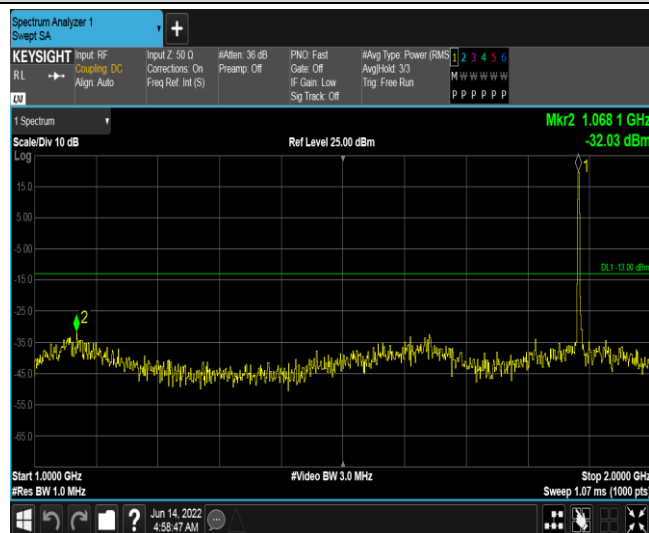 Spectrum Analyzer 1
Swept SA
+
KEYSIGHT Input: RF Input Z: 50 Ω #Atten: 36 dB PNO: Fast #Avg Type: Power (RMS 1 2 3 4 5 6
RL Coupling: DC Corrections: On Preamp: Off Gate: Off Avg|Hold: 3/3 M W W W W W
Align: Auto Freq Ref: Int (S) IF Gain: Low Trig: Free Run
Sig Track: Off P P P P P P
1 Spectrum Mkr2 1.068 1 GHz
Scale/Div 10 dB Ref Level 25.00 dBm -32.03 dBm
Log
1
15.0
5.00
-5.00
DL1 -13.00 dBm
-15.0
-25.0
2
-35.0
-45.0
-55.0
-65.0
Start 1.0000 GHz #Video BW 3.0 MHz Stop 2.0000 GHz
#Res BW 1.0 MHz Sweep 1.07 ms (1000 pts)
? Jun 14, 2022
4:58:47 AM